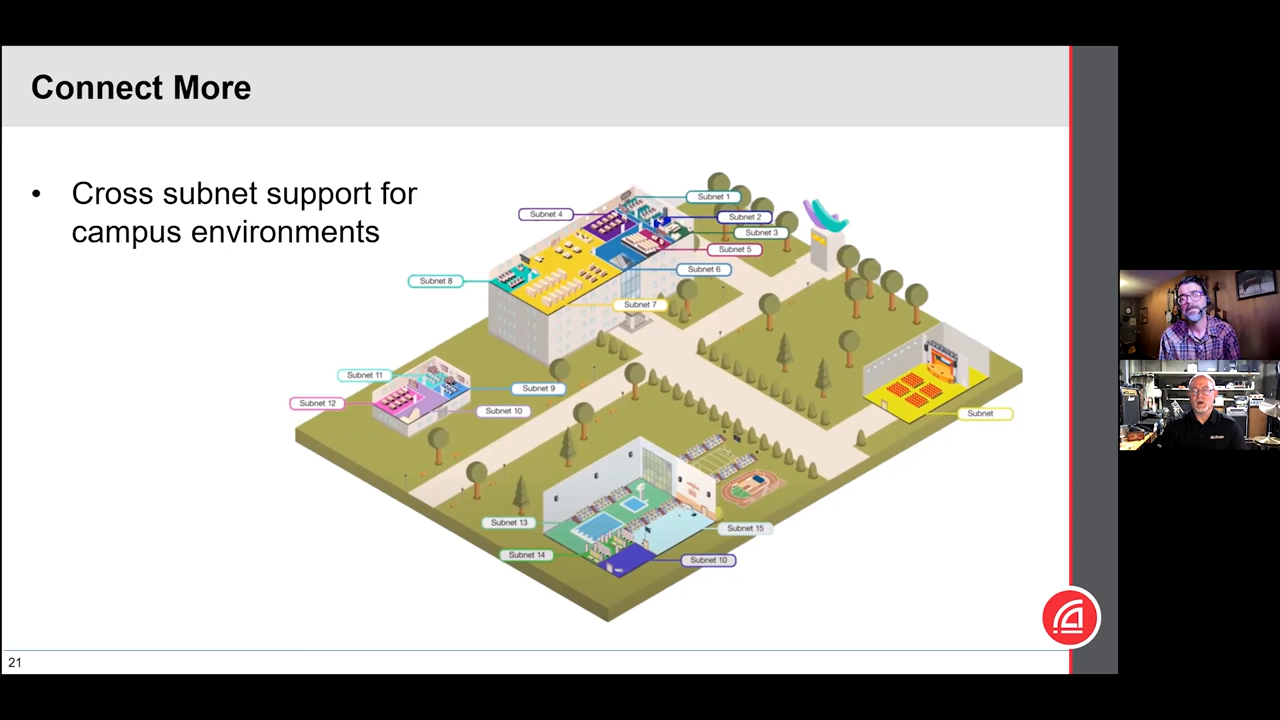 Connect More
• Cross subnet support for
campus environments
Subnet 1
Subnet 4
Subnet 2
Subnet 3
Subnet 5
Subnet 6
Subnet 8
Subnet 7
Subnet 11
Subnet 9
Subnet 12
Subnet 10
Subnet
Subnet 13
Subnet 15
Subnet 14
Subnet 10
21